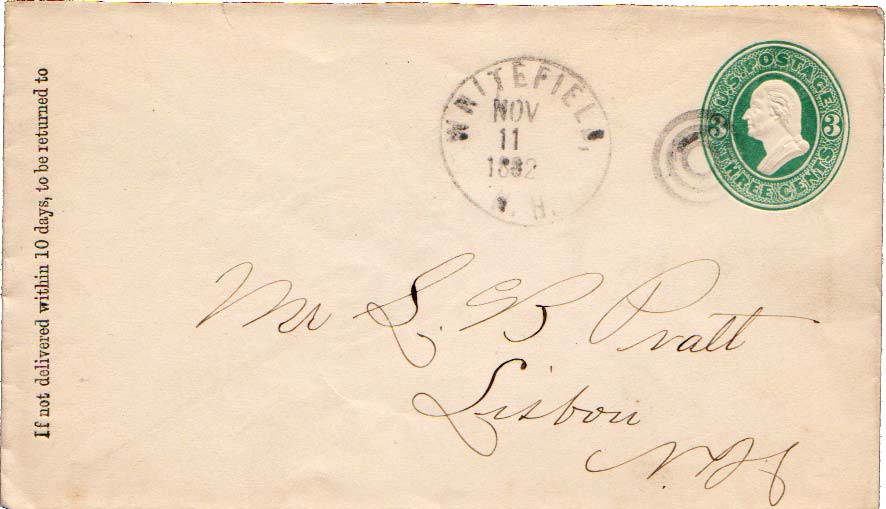 If not delivered within 10 days, to be returned to
WHITEFIELD,
NOV
11
1882
N. H.
U.S. POSTAGE
3 3
THREE CENTS
Mr L. B. Pratt
Lisbon
N. H.